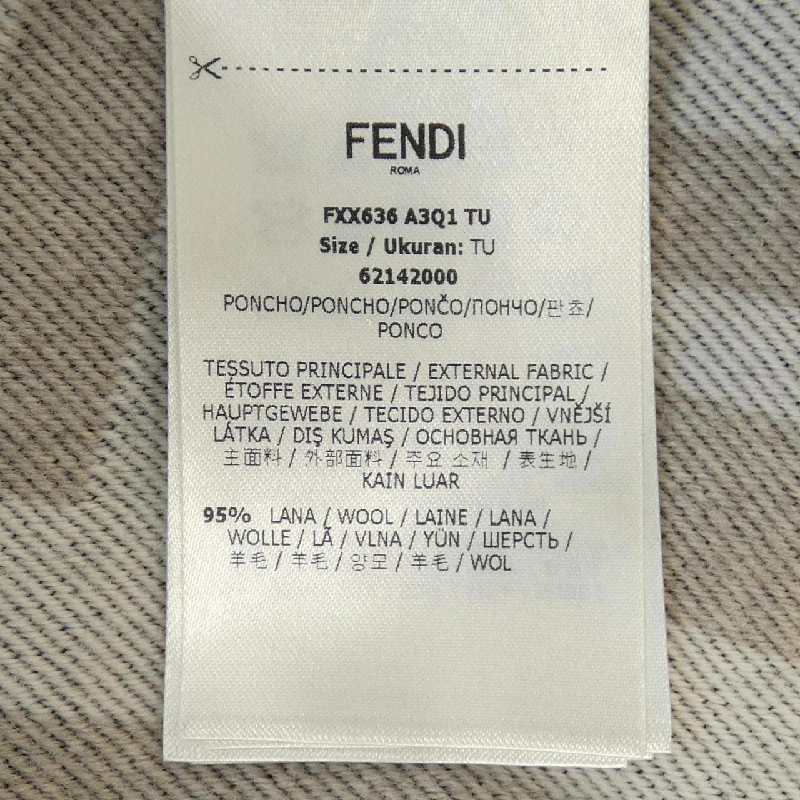 FENDI
ROMA
FXX636 A3Q1 TU
Size / Ukuran: TU
62142000
PONCHO/PONCHO/PONČO/ПОНЧО/판쵸/
PONCO
TESSUTO PRINCIPALE / EXTERNAL FABRIC /
ÉTOFFE EXTERNE / TEJIDO PRINCIPAL /
HAUPTGEWEBE / TECIDO EXTERNO / VNĚJŠÍ
LÁTKA / DIŞ KUMAŞ / ОСНОВНАЯ ТКАНЬ /
主面料 / 外部面料 / 주요 소재 / 表生地 /
KAIN LUAR
95% LANA / WOOL / LAINE / LANA /
WOLLE / LÃ / VLNA / YÜN / ШЕРСТЬ /
羊毛 / 羊毛 / 양모 / 羊毛 / WOL